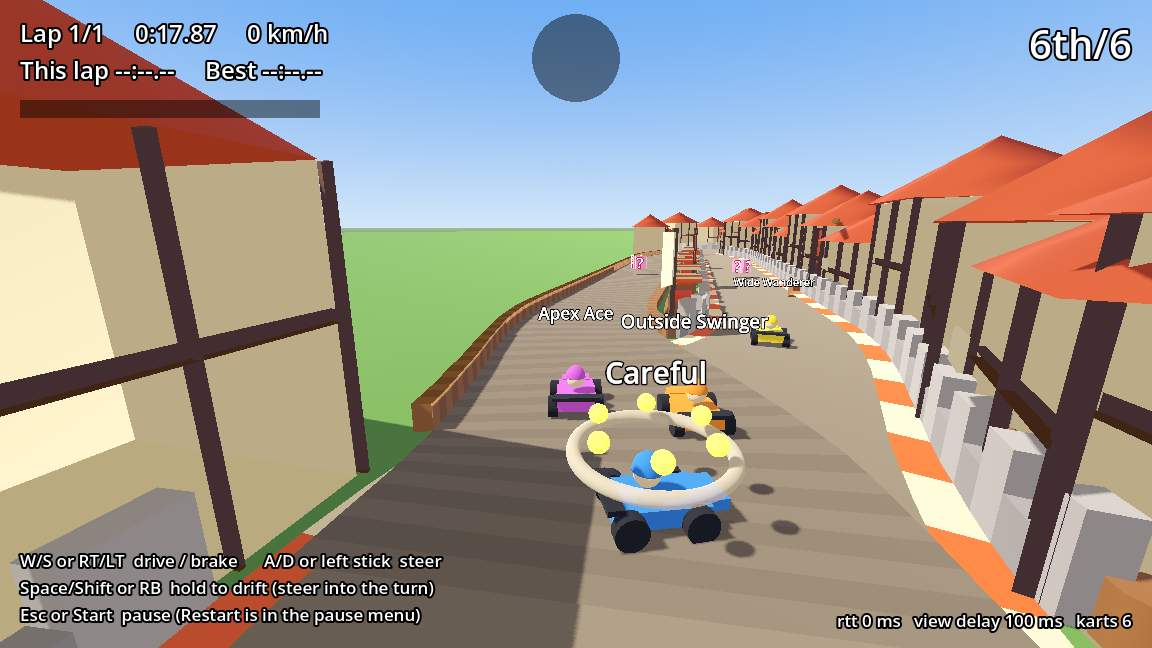 Lap 1/1 0:17.87 0 km/h
6th/6
This lap --:--.-- Best --:--.--
? ? ?
Wide Wanderer
Apex Ace
Outside Swinger
Careful
W/S or RT/LT drive / brake A/D or left stick steer
Space/Shift or RB hold to drift (steer into the turn)
Esc or Start pause (Restart is in the pause menu)
rtt 0 ms view delay 100 ms karts 6